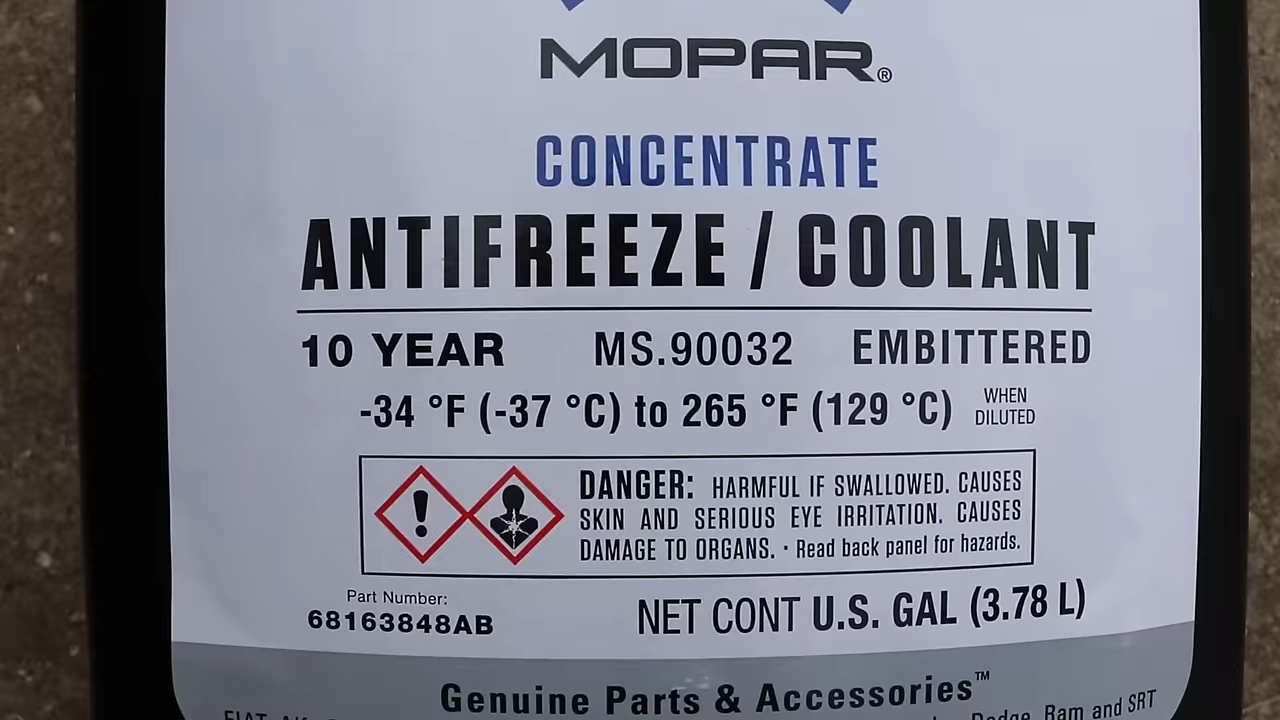 MOPAR®
CONCENTRATE
ANTIFREEZE / COOLANT
10 YEAR MS.90032 EMBITTERED
-34 °F (-37 °C) to 265 °F (129 °C) WHEN DILUTED
DANGER: HARMFUL IF SWALLOWED. CAUSES
SKIN AND SERIOUS EYE IRRITATION. CAUSES
DAMAGE TO ORGANS. · Read back panel for hazards.
Part Number:
68163848AB
NET CONT U.S. GAL (3.78 L)
Genuine Parts & Accessories™
Dodge, Ram and SRT